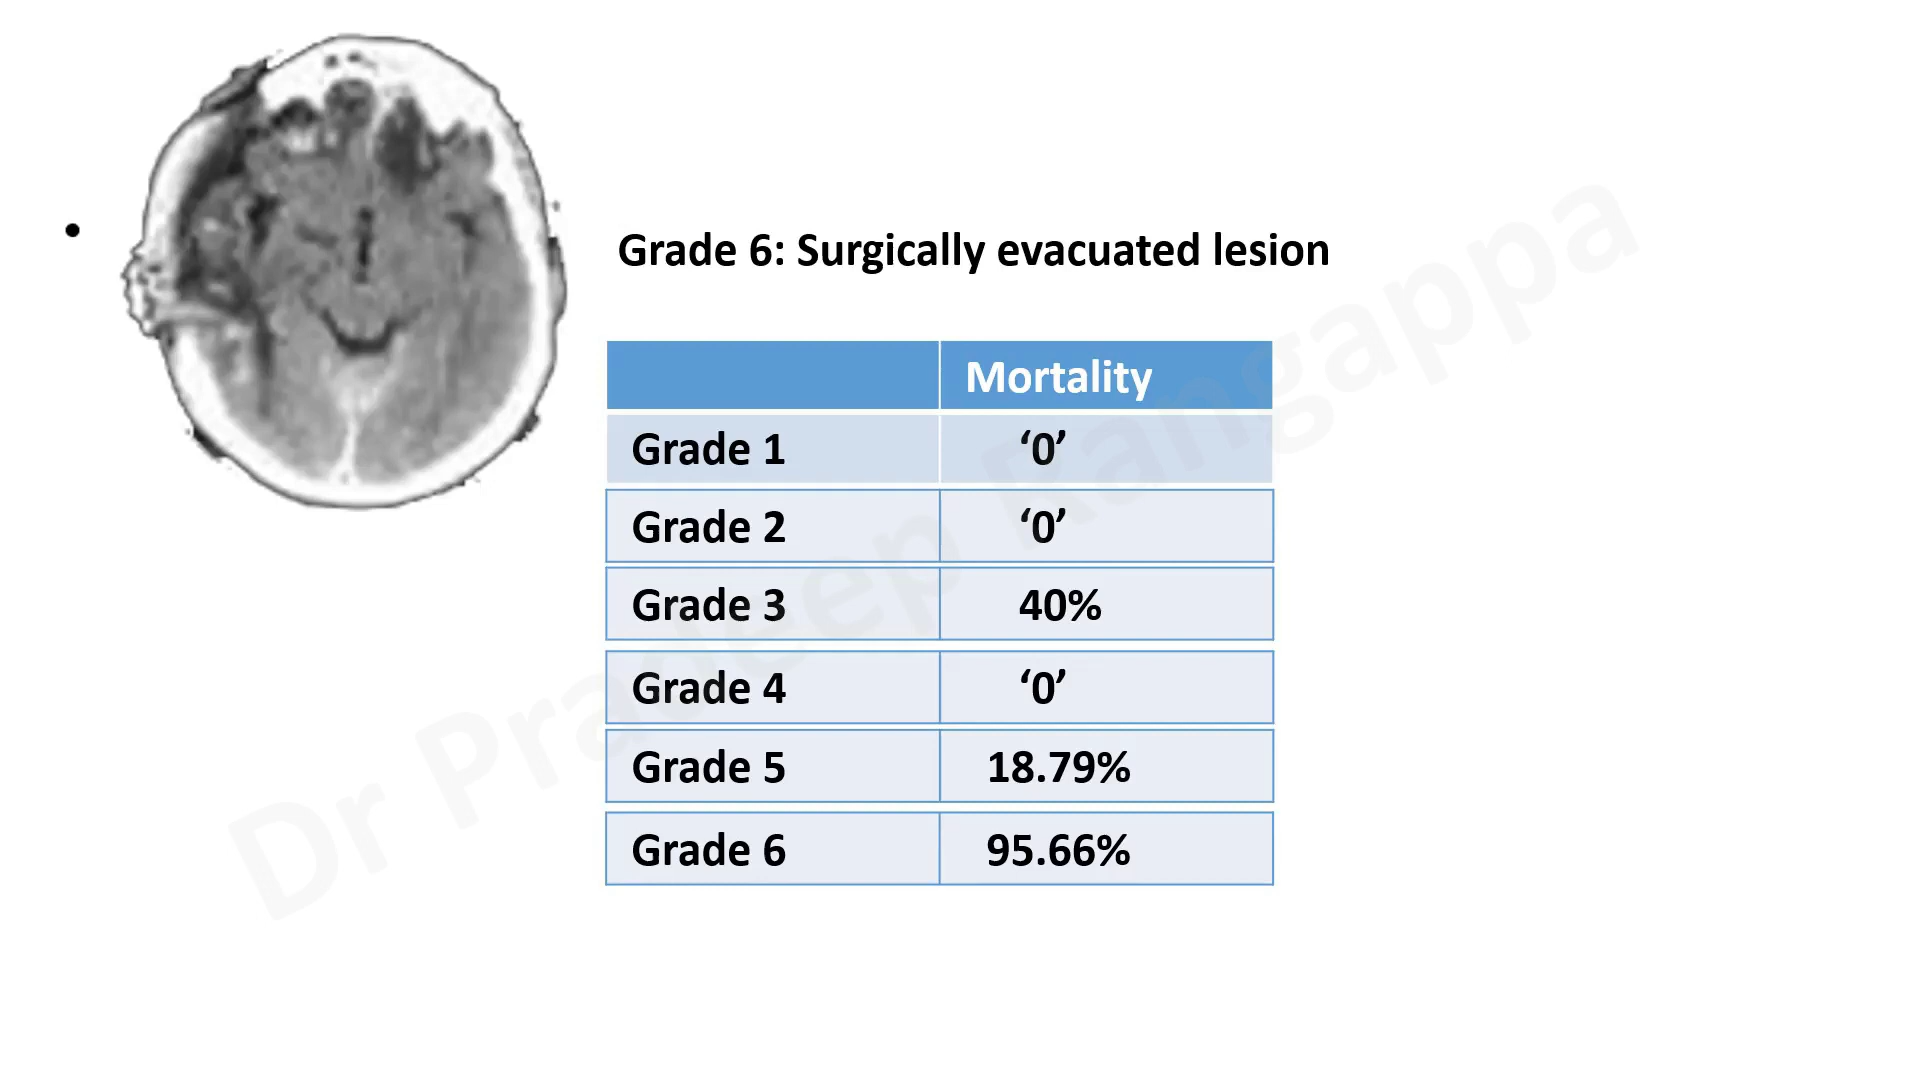 • Grade 6: Surgically evacuated lesion
Mortality
Grade 1 ‘0’
Grade 2 ‘0’
Grade 3 40%
Grade 4 ‘0’
Grade 5 18.79%
Grade 6 95.66%
Dr Pradeep Rangappa